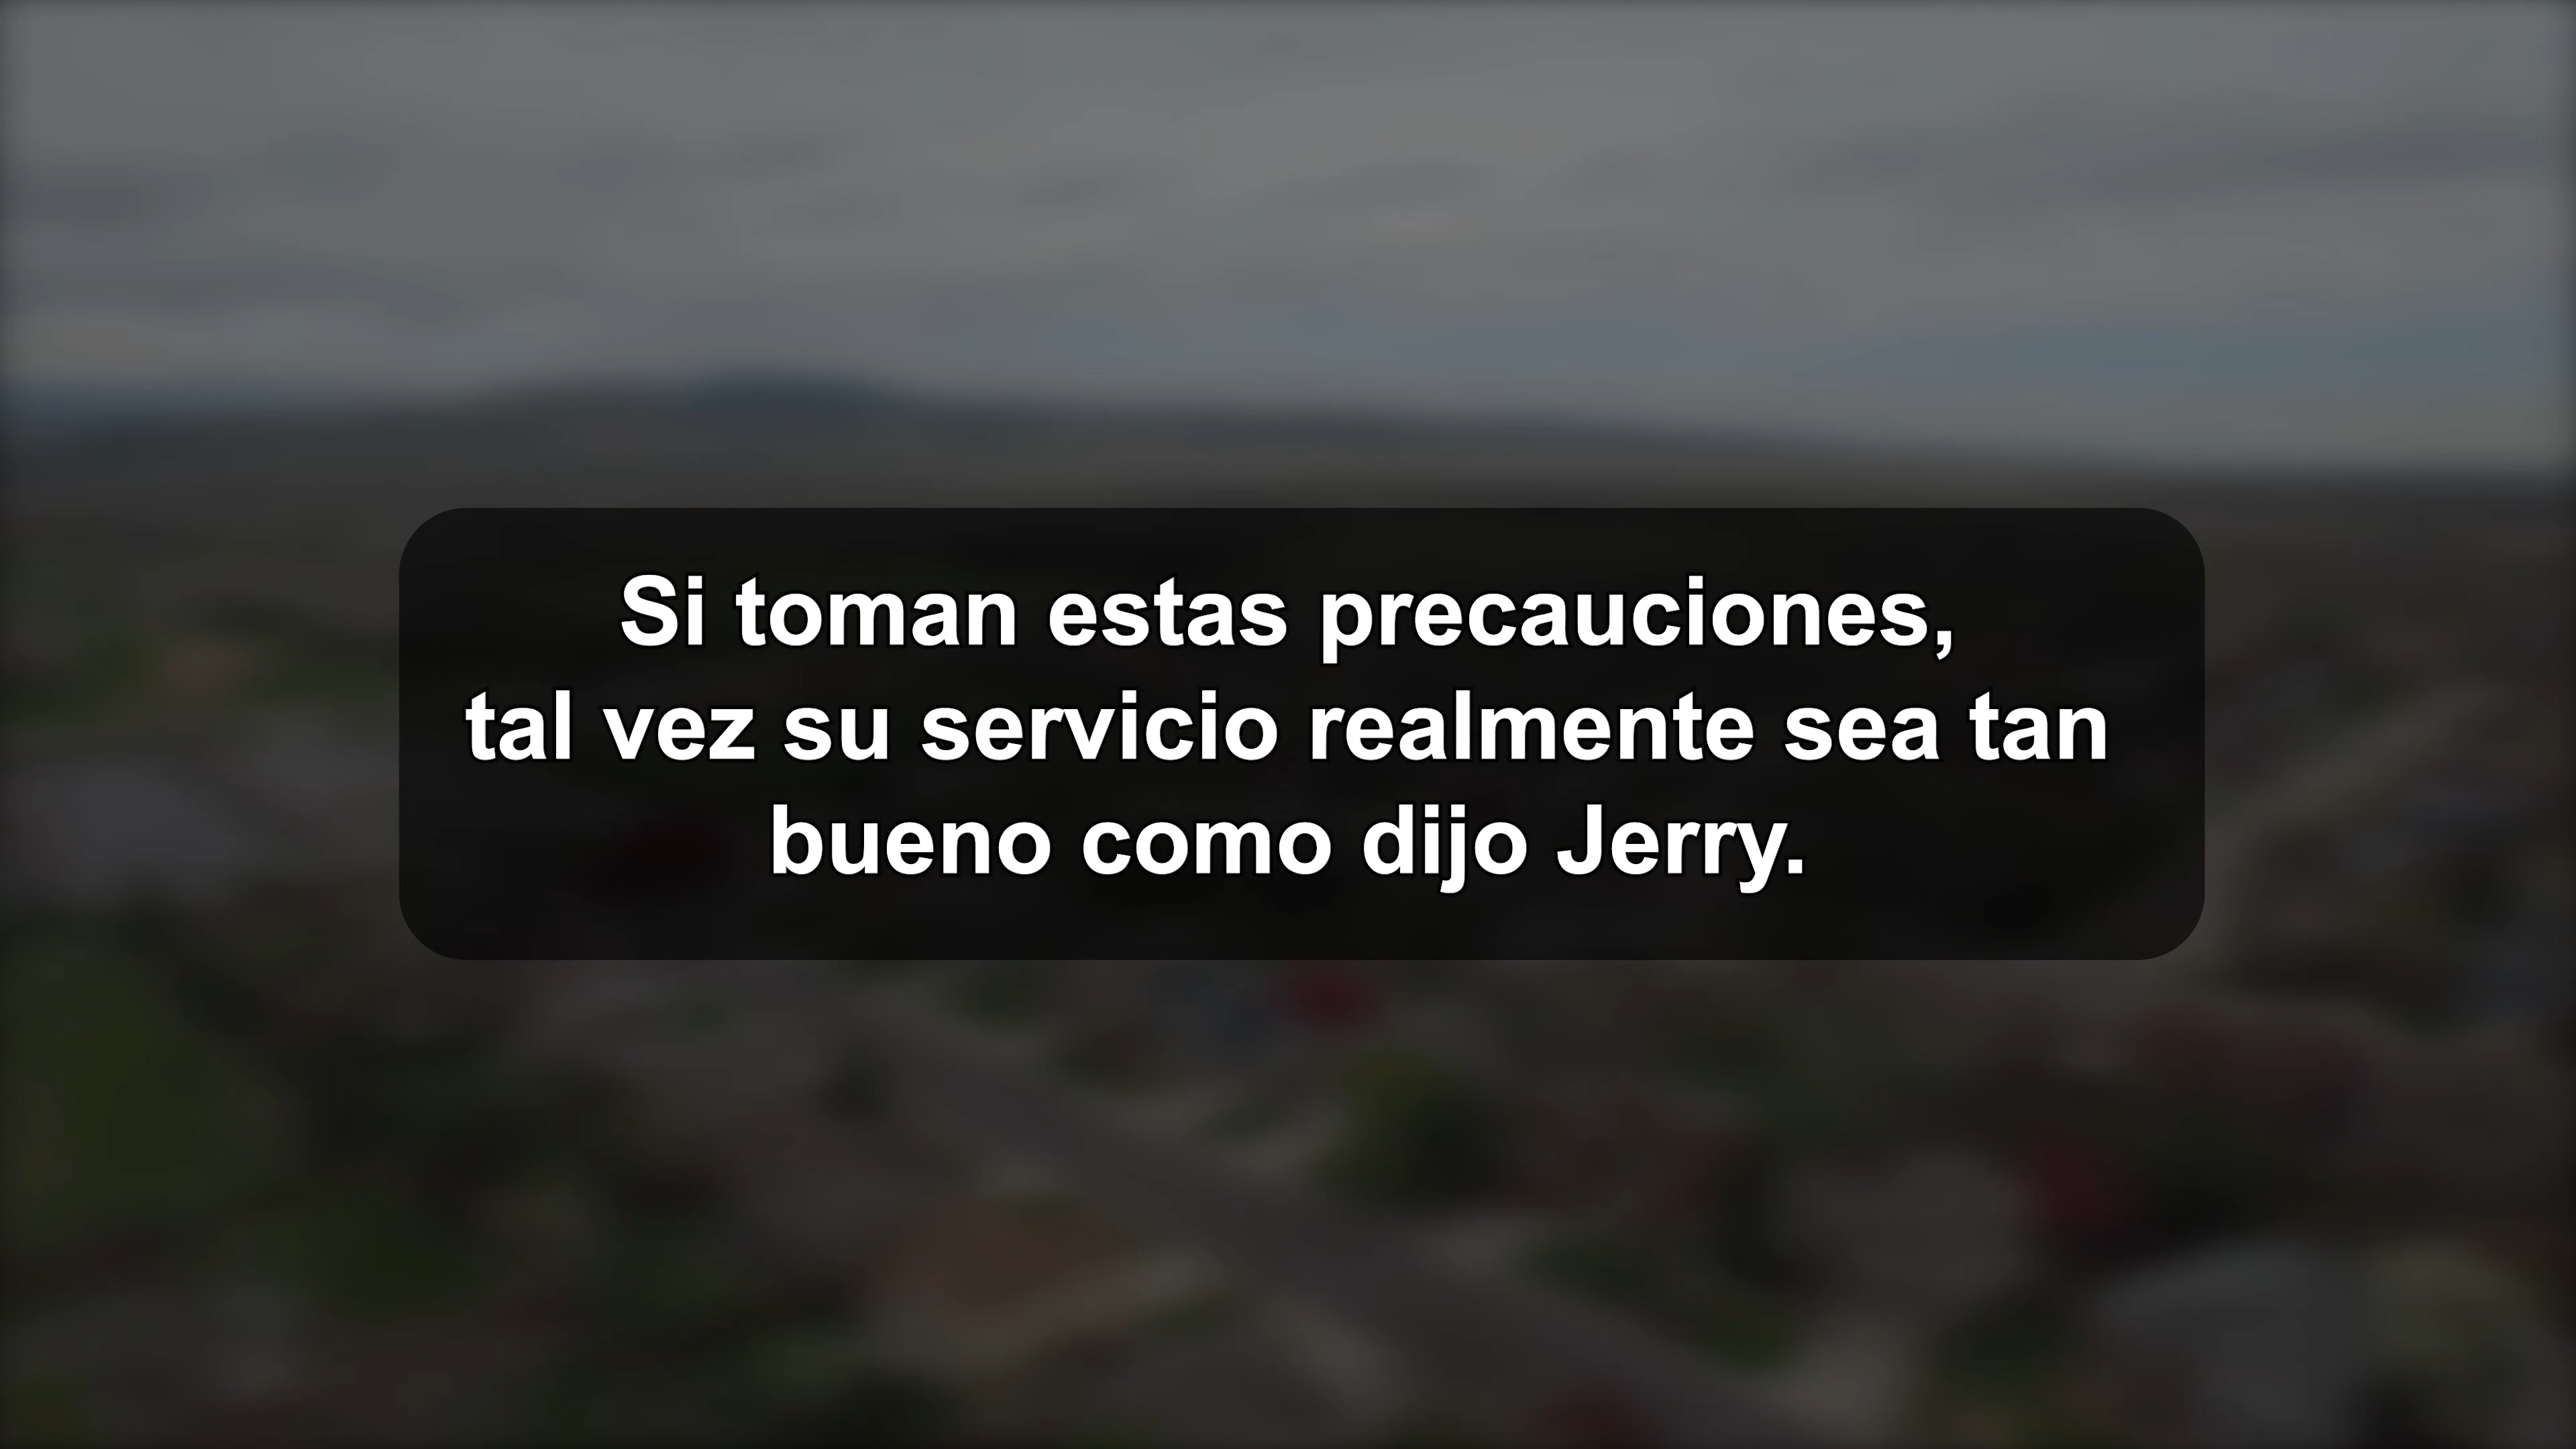 Si toman estas precauciones,
tal vez su servicio realmente sea tan
bueno como dijo Jerry.